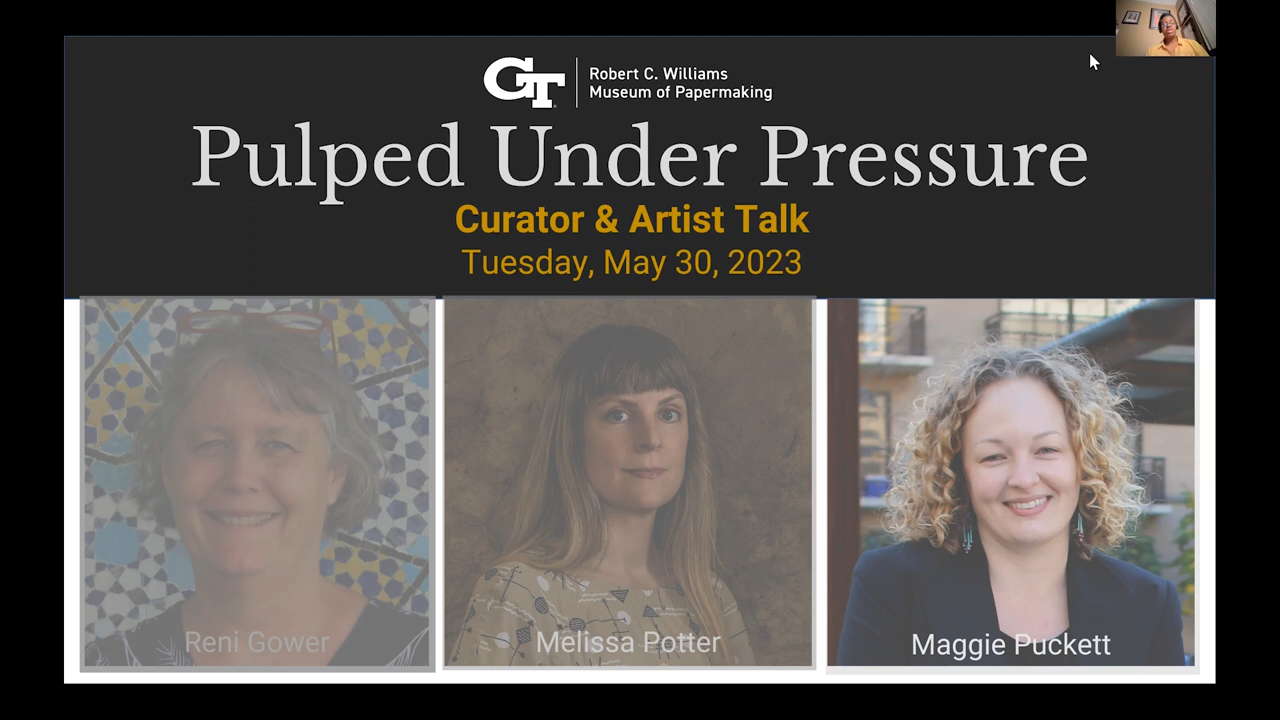 GT Robert C. Williams
Museum of Papermaking
Pulped Under Pressure
Curator & Artist Talk
Tuesday, May 30, 2023
Reni Gower
Melissa Potter
Maggie Puckett